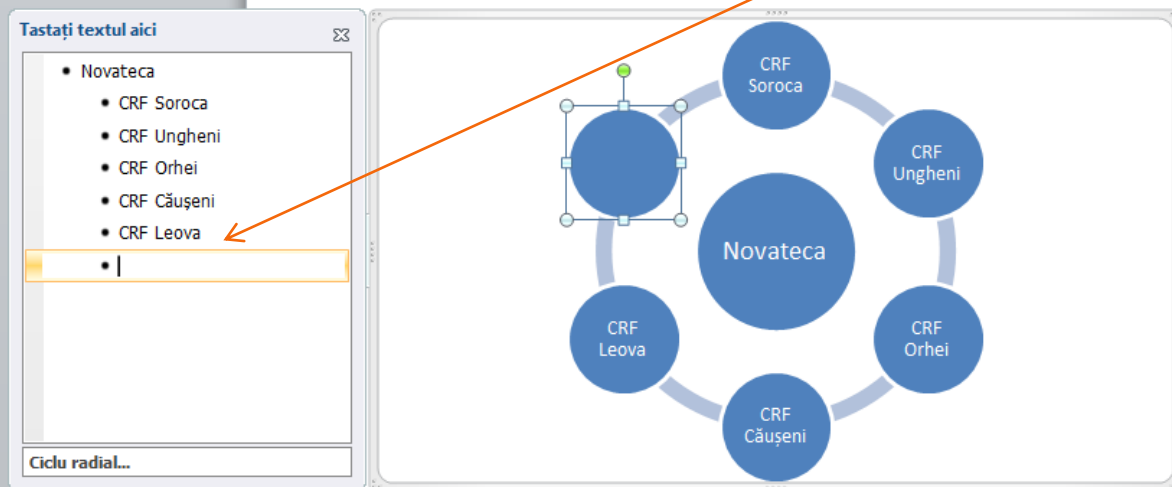 Tastați textul aici
Novateca
CRF Soroca
CRF Ungheni
CRF Orhei
CRF Căușeni
CRF Leova
Ciclu radial...
CRF
Soroca
CRF
Ungheni
Novateca
CRF
Leova
CRF
Orhei
CRF
Căușeni